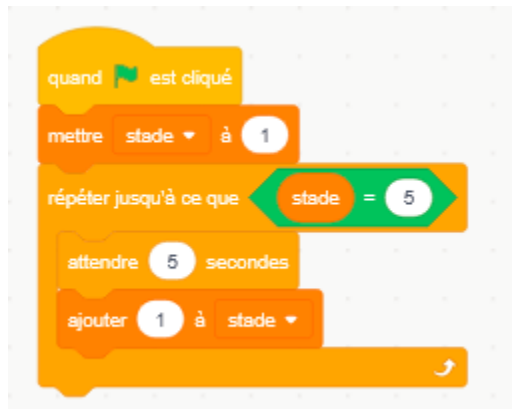 quand est cliqué
mettre stade à 1
répéter jusqu'à ce que stade = 5
attendre 5 secondes
ajouter 1 à stade